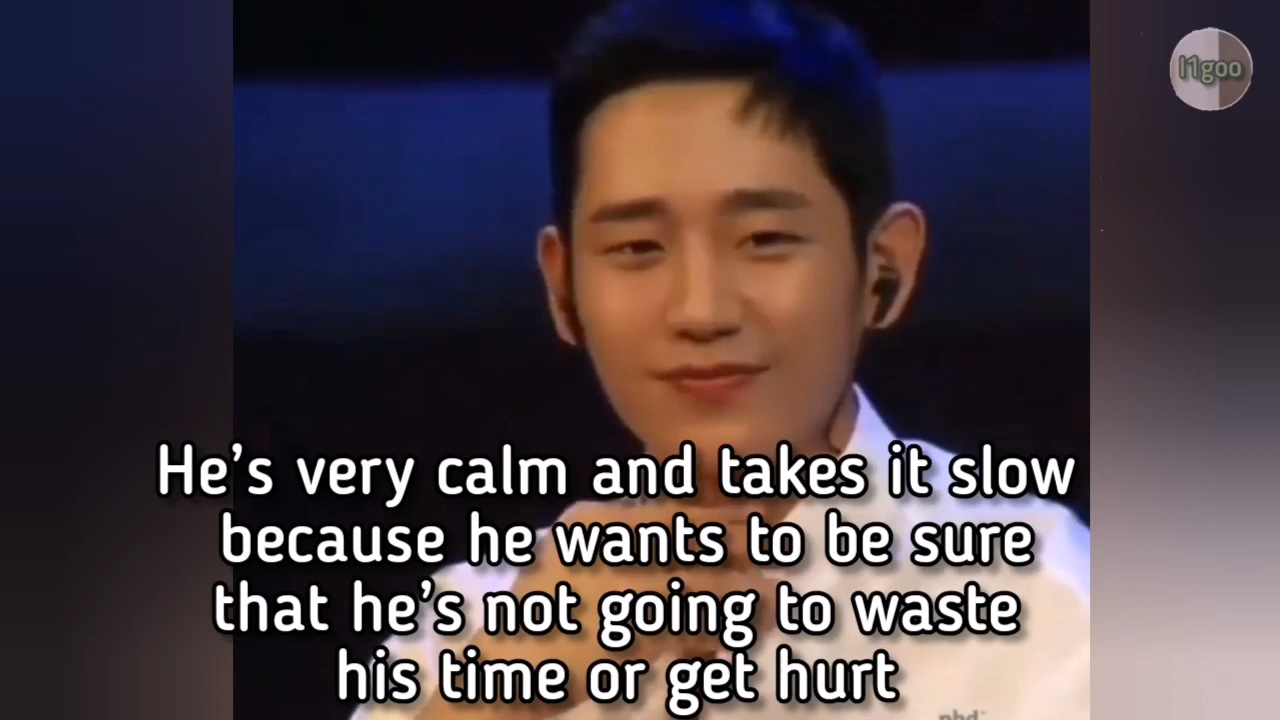 l1goo
He's very calm and takes it slow
because he wants to be sure
that he's not going to waste
his time or get hurt